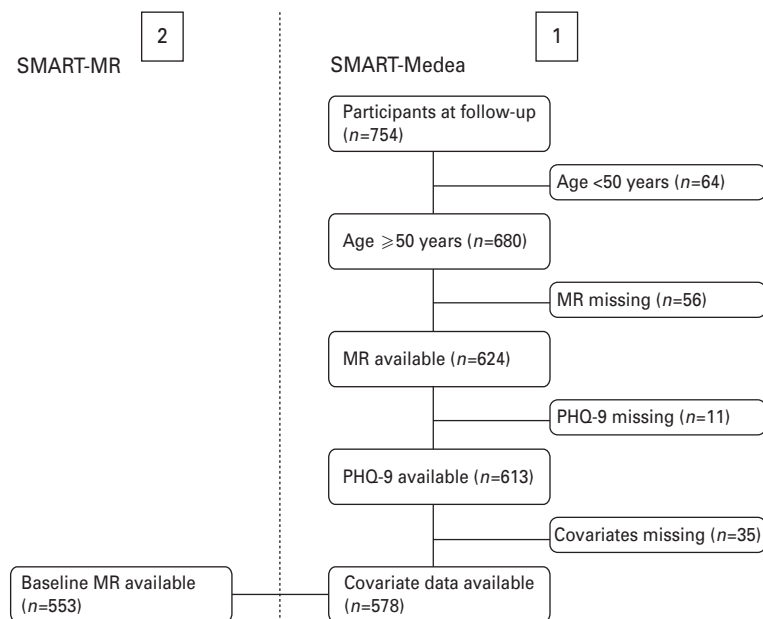 2
SMART-MR
1
SMART-Medea
Participants at follow-up
(n=754)
Age <50 years (n=64)
Age ⩾50 years (n=680)
MR missing (n=56)
MR available (n=624)
PHQ-9 missing (n=11)
PHQ-9 available (n=613)
Covariates missing (n=35)
Baseline MR available
(n=553)
Covariate data available
(n=578)